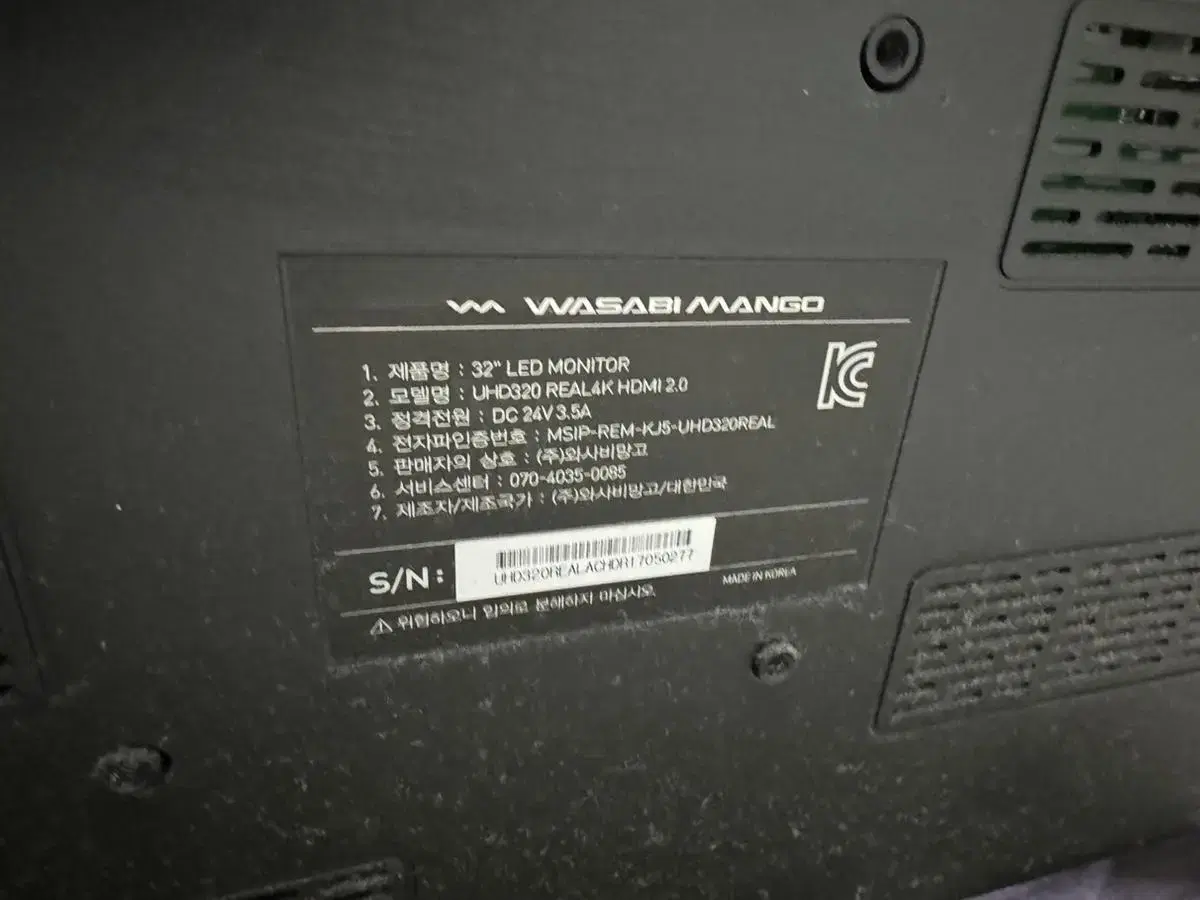 WASABI MANGO
1. 제품명 : 32" LED MONITOR
2. 모델명 : UHD320 REAL4K HDMI 2.0
3. 정격전원 : DC 24V 3.5A
4. 전자파인증번호 : MSIP-REM-KJ5-UHD320REAL
5. 판매자의 상호 : (주)와사비망고
6. 서비스센터 : 070-4035-0085
7. 제조자/제조국가 : (주)와사비망고/대한민국
S/N : UHD320REALACHDR17050277
MADE IN KOREA
⚠ 위험하오니 임의로 분해하지 마십시오.